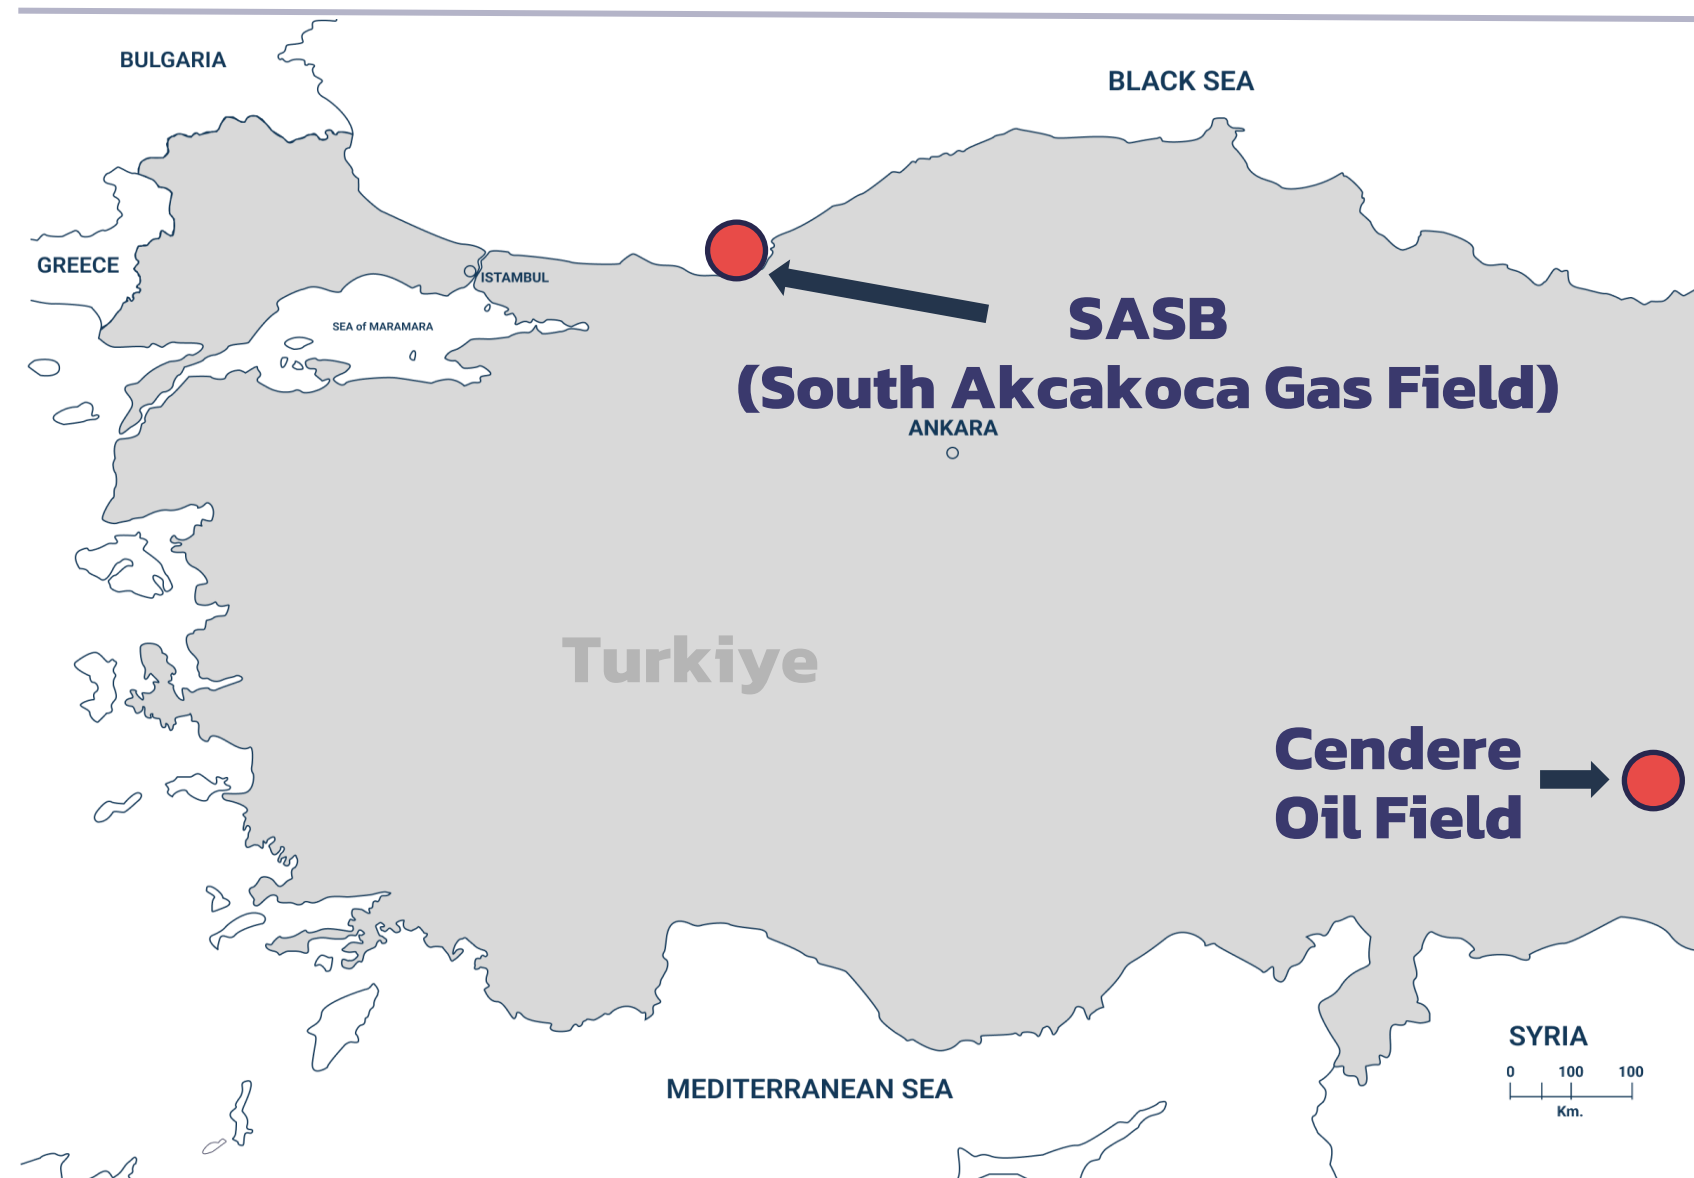 BULGARIA
BLACK SEA
GREECE
ISTAMBUL
SEA of MARAMARA
SASB
(South Akcakoca Gas Field)
ANKARA
Turkiye
Cendere
Oil Field
SYRIA
0 100 100
Km.
MEDITERRANEAN SEA